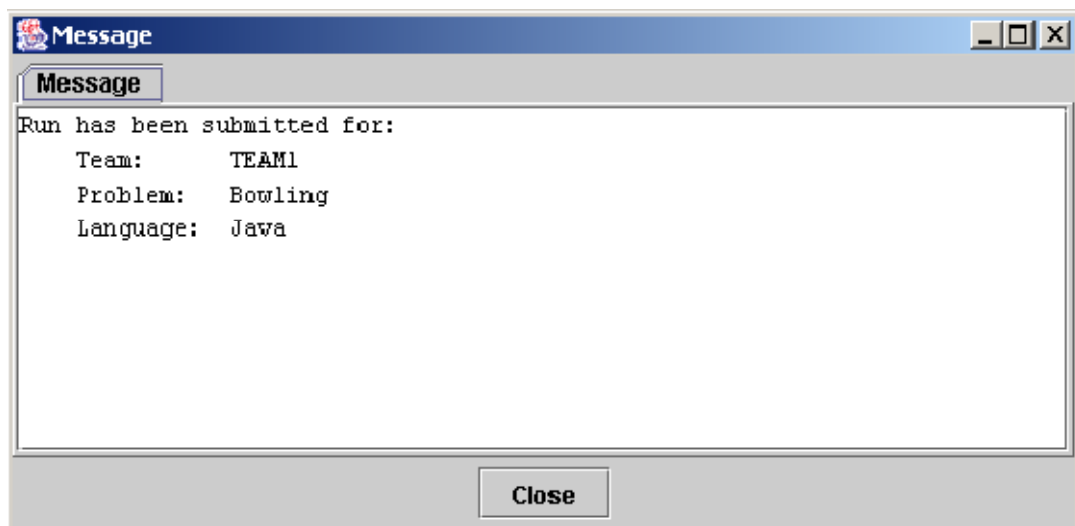 Message
Message
Run has been submitted for:
Team: TEAM1
Problem: Bowling
Language: Java
Close